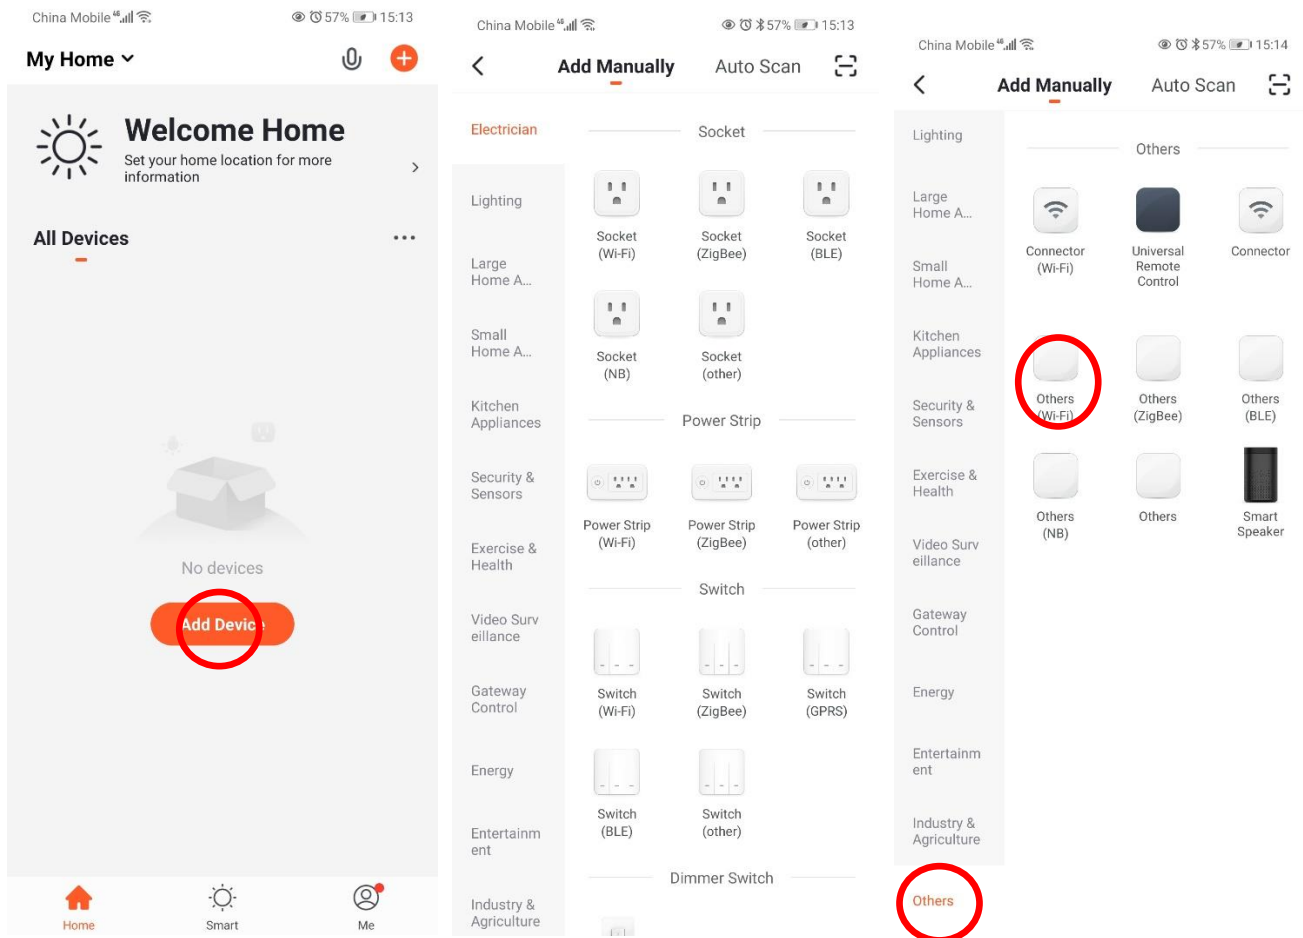 China Mobile 46 57% 15:13
My Home
Welcome Home
Set your home location for more
information
All Devices
No devices
Add Device
Home
Smart
Me
China Mobile 46 57% 15:13
Add Manually
Auto Scan
Electrician
Lighting
Large
Home A...
Small
Home A...
Kitchen
Appliances
Security &
Sensors
Exercise &
Health
Video Surv
eillance
Gateway
Control
Energy
Entertainm
ent
Industry &
Agriculture
Socket
Socket
(Wi-Fi)
Socket
(ZigBee)
Socket
(BLE)
Socket
(NB)
Socket
(other)
Power Strip
Power Strip
(Wi-Fi)
Power Strip
(ZigBee)
Power Strip
(other)
Switch
Switch
(Wi-Fi)
Switch
(ZigBee)
Switch
(GPRS)
Switch
(BLE)
Switch
(other)
Dimmer Switch
China Mobile 46 57% 15:14
Add Manually
Auto Scan
Lighting
Large
Home A...
Small
Home A...
Kitchen
Appliances
Security &
Sensors
Exercise &
Health
Video Surv
eillance
Gateway
Control
Energy
Entertainm
ent
Industry &
Agriculture
Others
Others
Connector
(Wi-Fi)
Universal
Remote
Control
Connector
Others
(Wi-Fi)
Others
(ZigBee)
Others
(BLE)
Others
(NB)
Others
Smart
Speaker